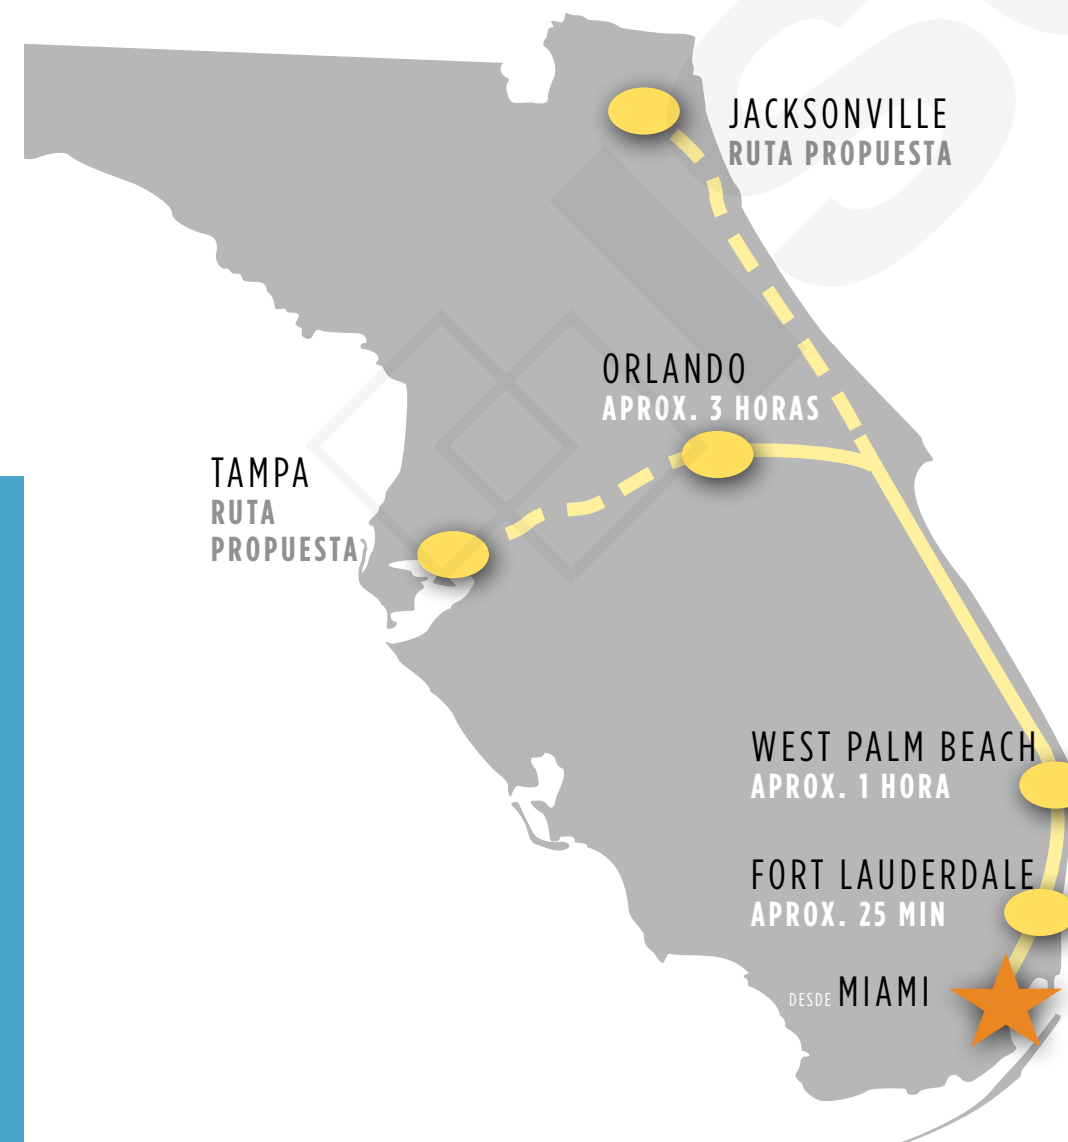 JACKSONVILLE
RUTA PROPUESTA
ORLANDO
APROX. 3 HORAS
TAMPA
RUTA
PROPUESTA
WEST PALM BEACH
APROX. 1 HORA
FORT LAUDERDALE
APROX. 25 MIN
DESDE MIAMI